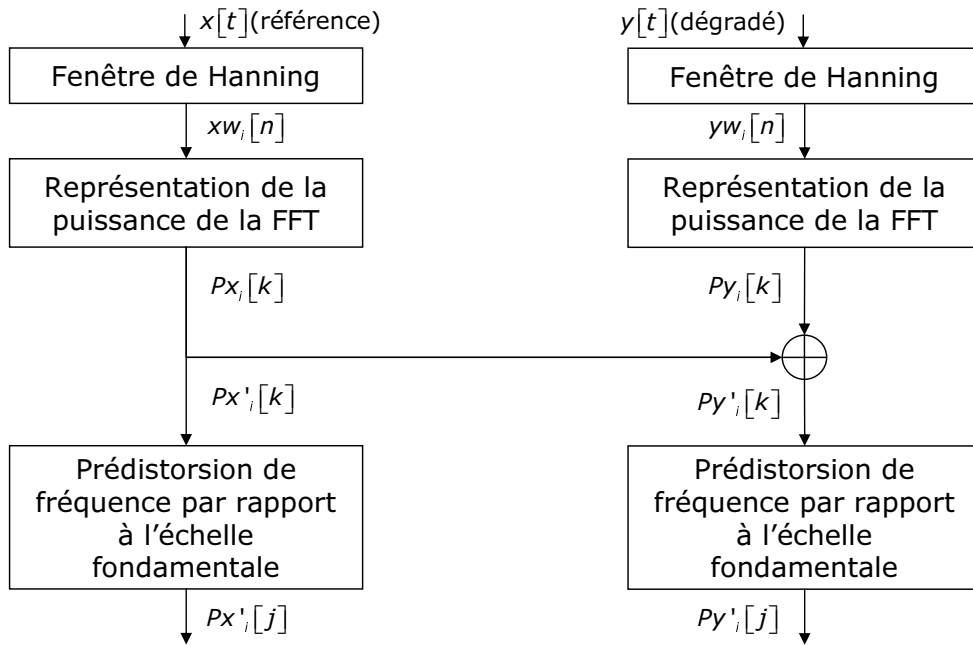 x[t](référence)
Fenêtre de Hanning
xw_i[n]
Représentation de la
puissance de la FFT
Px_i[k]
Px'_i[k]
Prédistorsion de
fréquence par rapport
à l'échelle
fondamentale
Px'_i[j]
y[t](dégradé)
Fenêtre de Hanning
yw_i[n]
Représentation de la
puissance de la FFT
Py_i[k]
Py'_i[k]
Prédistorsion de
fréquence par rapport
à l'échelle
fondamentale
Py'_i[j]